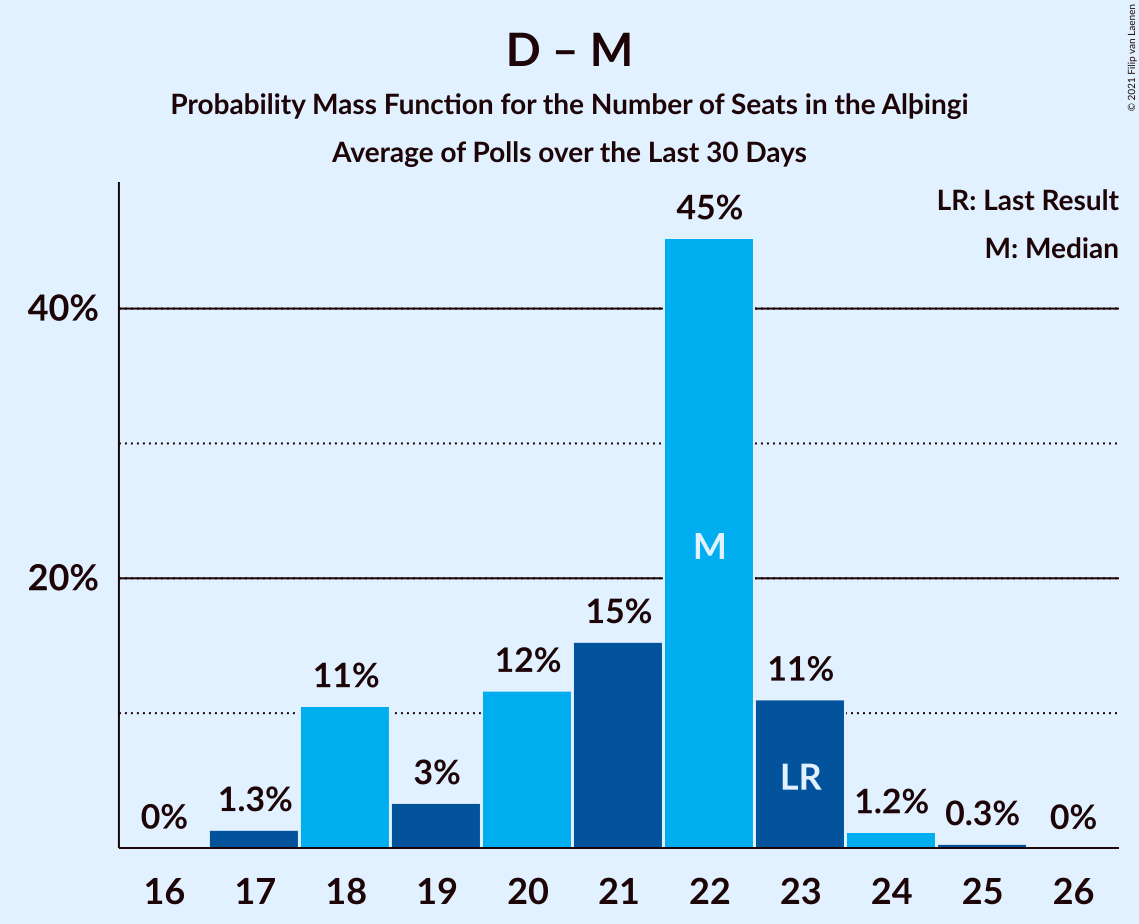 D – M
Probability Mass Function for the Number of Seats in the Alþingi
Average of Polls over the Last 30 Days
© 2021 Filip van Laenen
LR: Last Result
M: Median
40%
20%
0%
1.3%
11%
3%
12%
15%
45%
11%
1.2%
0.3%
0%
M
LR
16 17 18 19 20 21 22 23 24 25 26